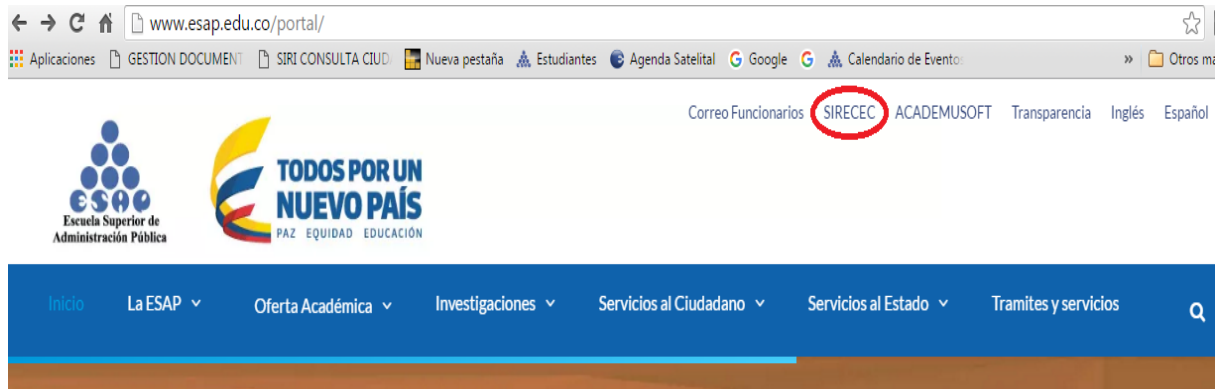 www.esap.edu.co/portal/
Aplicaciones GESTION DOCUMENT SIRI CONSULTA CIUD Nueva pestaña Estudiantes Agenda Satelital Google Calendario de Evento » Otros ma
Correo Funcionarios SIRECEC ACADEMUSOFT Transparencia Inglés Español
esap
Escuela Superior de
Administración Pública
TODOS POR UN
NUEVO PAÍS
PAZ EQUIDAD EDUCACIÓN
Inicio La ESAP Oferta Académica Investigaciones Servicios al Ciudadano Servicios al Estado Tramites y servicios